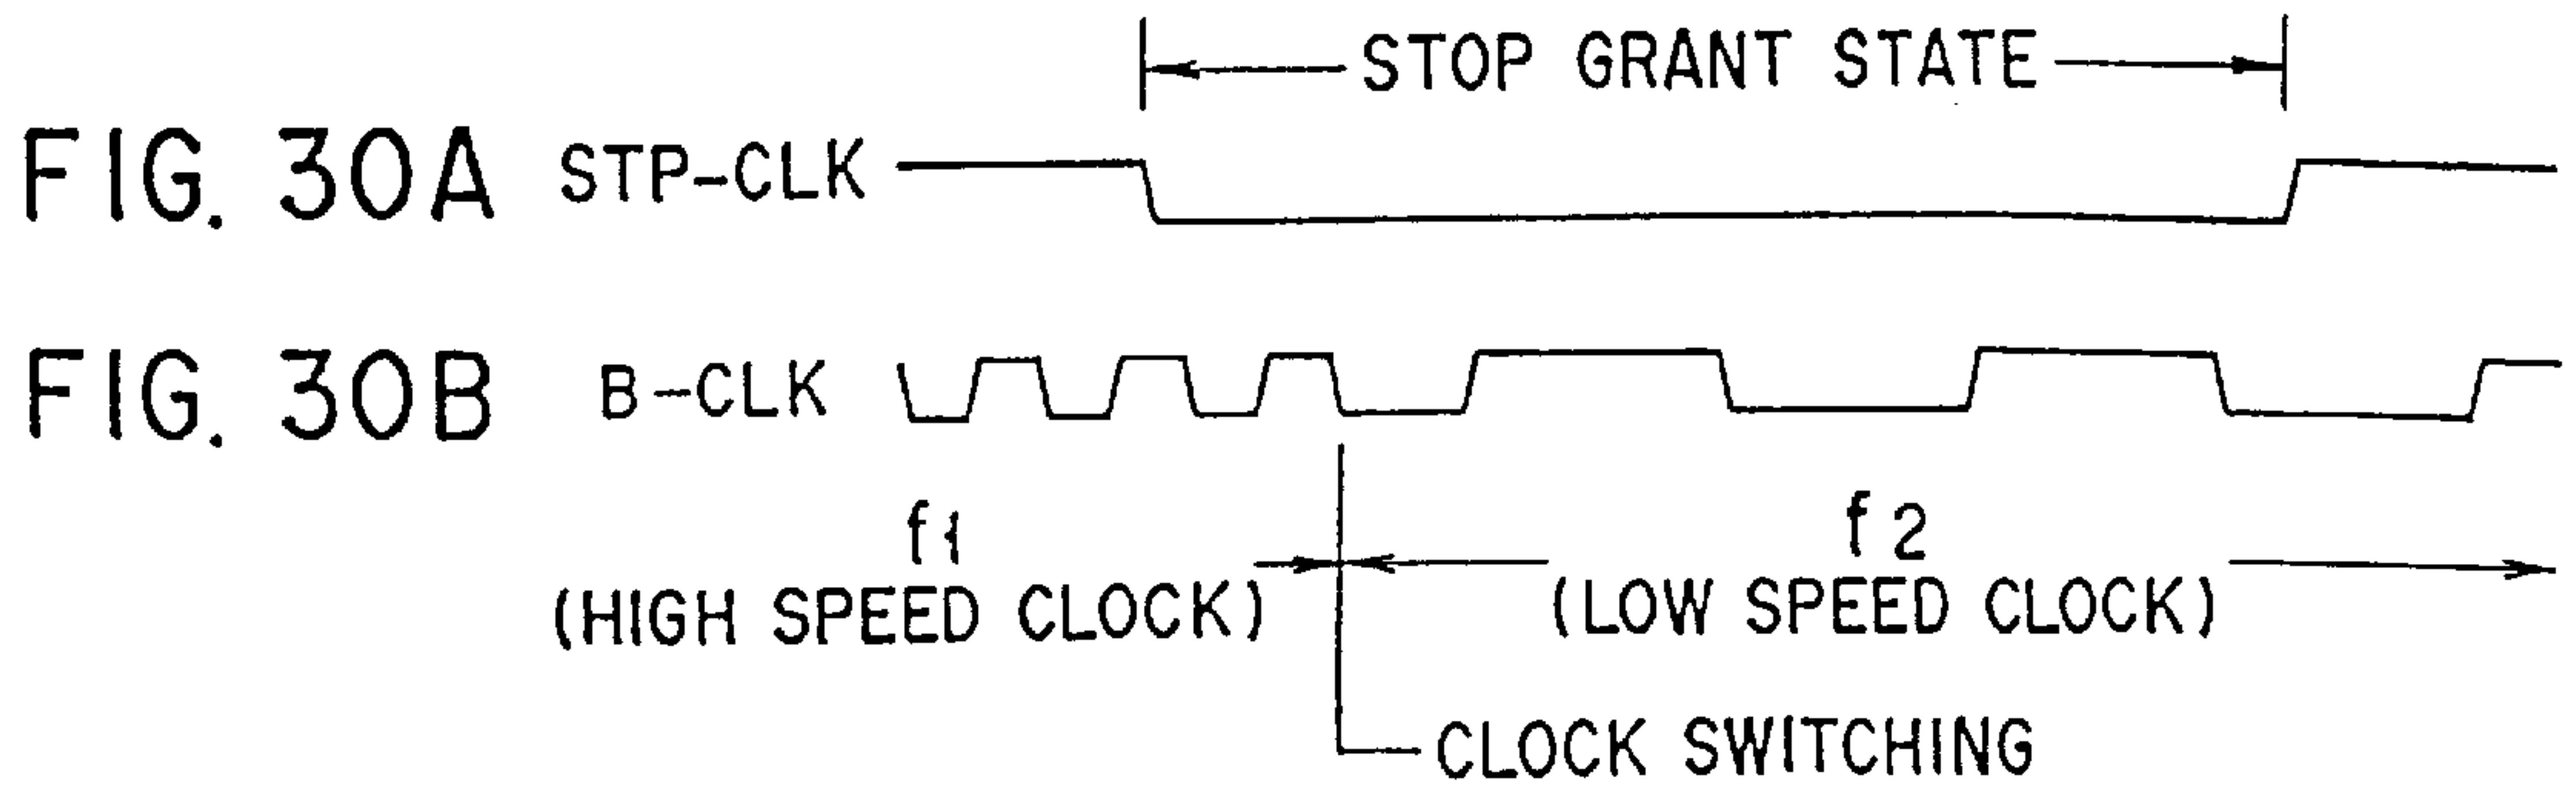 STOP GRANT STATE
FIG. 30A STP-CLK
FIG. 30B B-CLK
f1
(HIGH SPEED CLOCK)
f2
(LOW SPEED CLOCK)
CLOCK SWITCHING